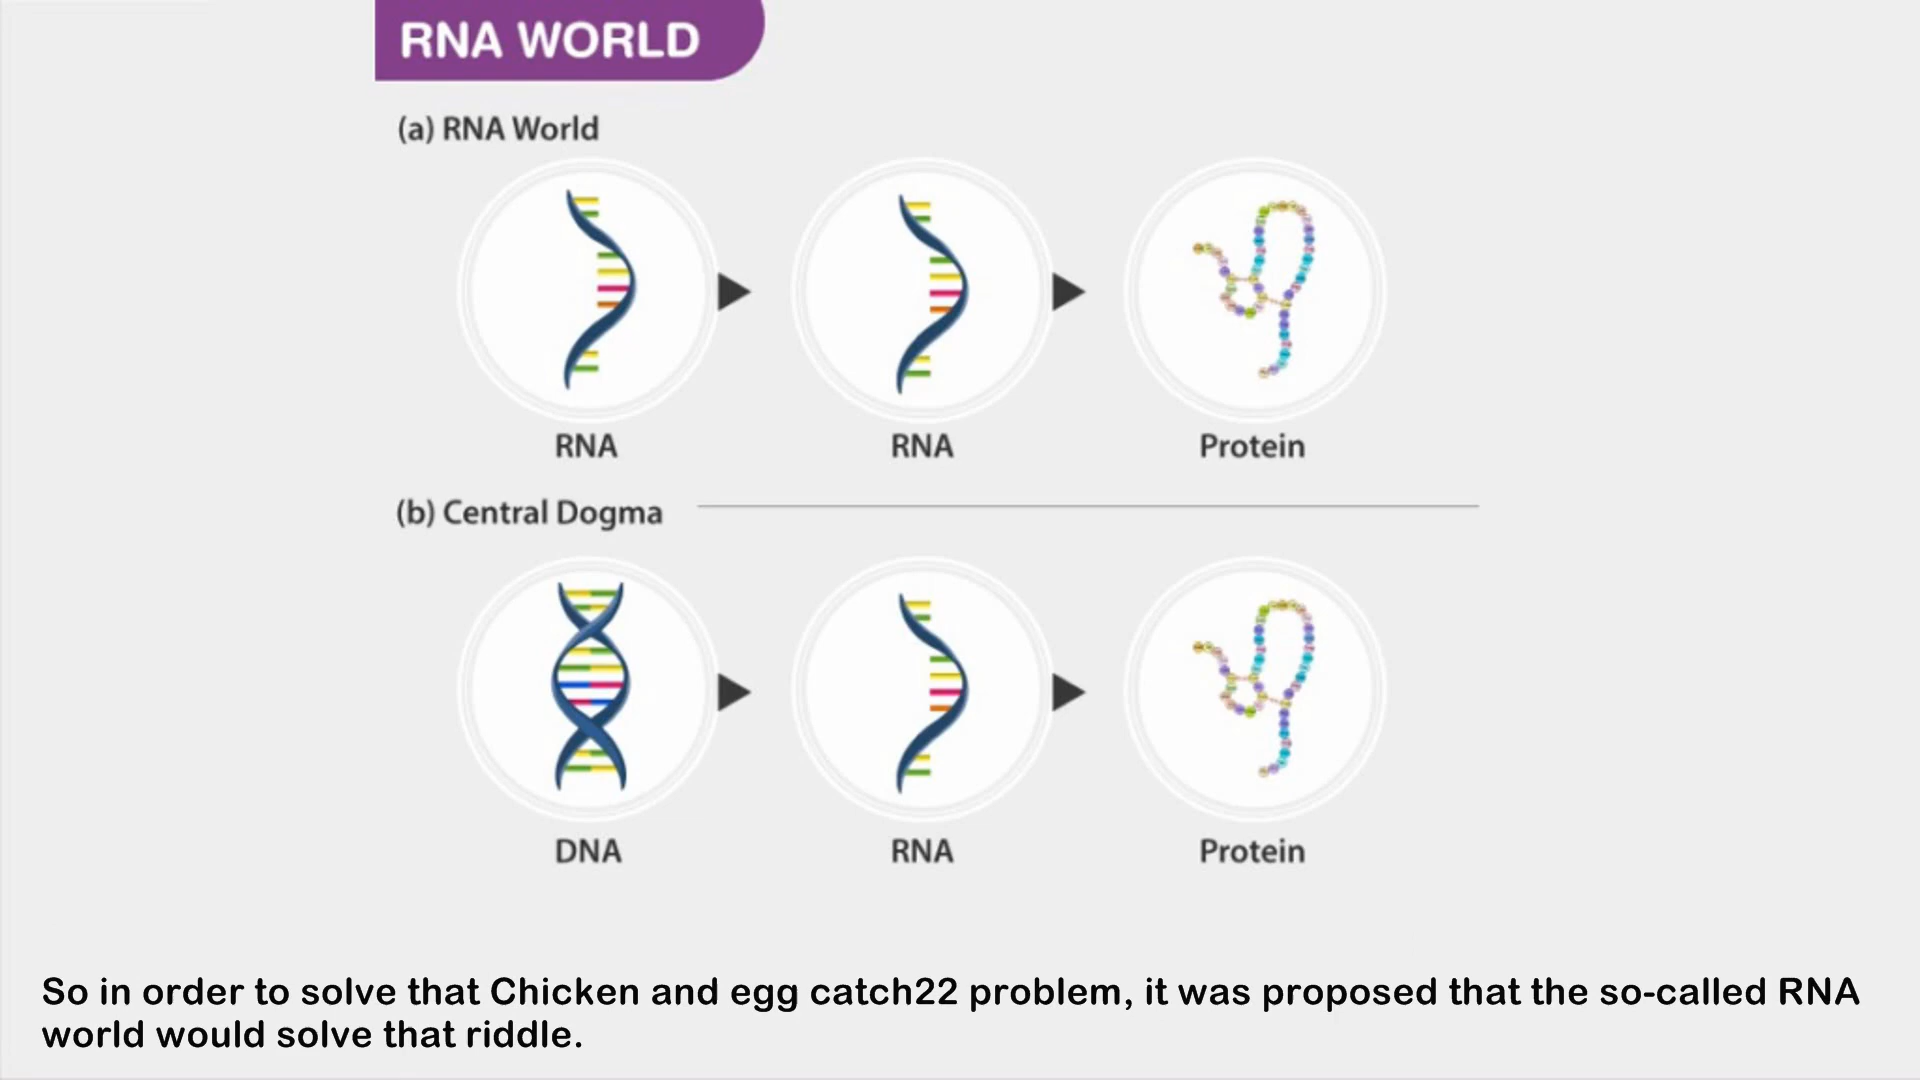 RNA WORLD
(a) RNA World
RNA
RNA
Protein
(b) Central Dogma
DNA
RNA
Protein
So in order to solve that Chicken and egg catch22 problem, it was proposed that the so-called RNA
world would solve that riddle.